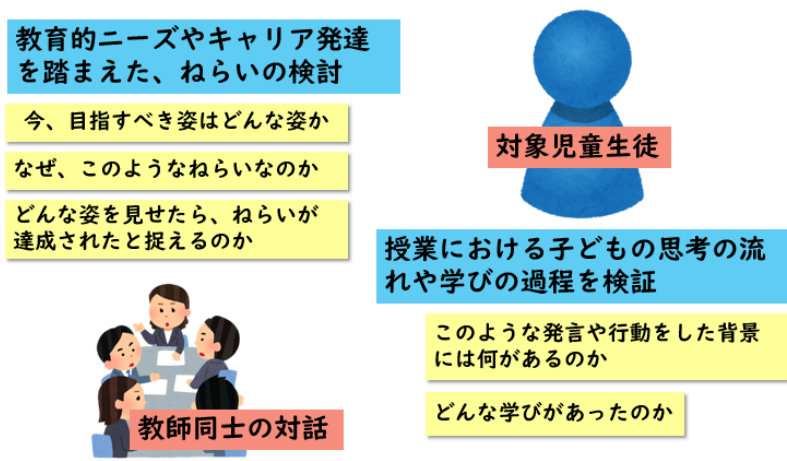 教育的ニーズやキャリア発達
を踏まえた、ねらいの検討
今、目指すべき姿はどんな姿か
なぜ、このようなねらいなのか
どんな姿を見せたら、ねらいが
達成されたと捉えるのか
教師同士の対話
対象児童生徒
授業における子どもの思考の流
れや学びの過程を検証
このような発言や行動をした背景
には何があるのか
どんな学びがあったのか